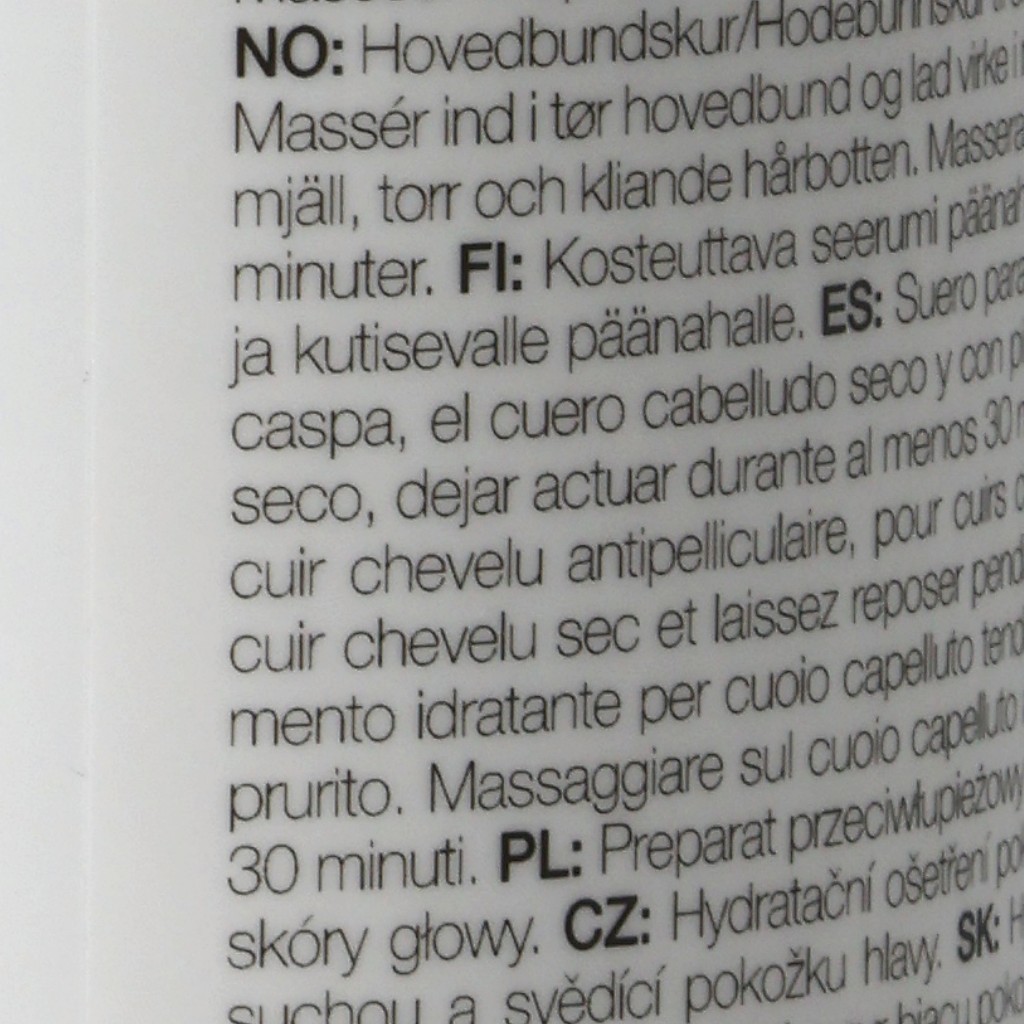 NO: Hovedbundskur/Hodebunnskur
Massér ind i tør hovedbund og lad virke i
mjäll, torr och kliande hårbotten. Massera
minuter. FI: Kosteuttava seerumi
ja kutisevalle päänahalle. ES: Suero para
caspa, el cuero cabelludo seco y con
seco, dejar actuar durante al menos 30
cuir chevelu antipelliculaire, pour cuirs
cuir chevelu sec et laissez reposer
mento idratante per cuoio capelluto
prurito. Massaggiare sul cuoio capelluto
30 minuti. PL: Preparat przeciwłupieżowy
skóry głowy. CZ: Hydratační ošetření
suchou a svědící pokožku hlavy. SK: